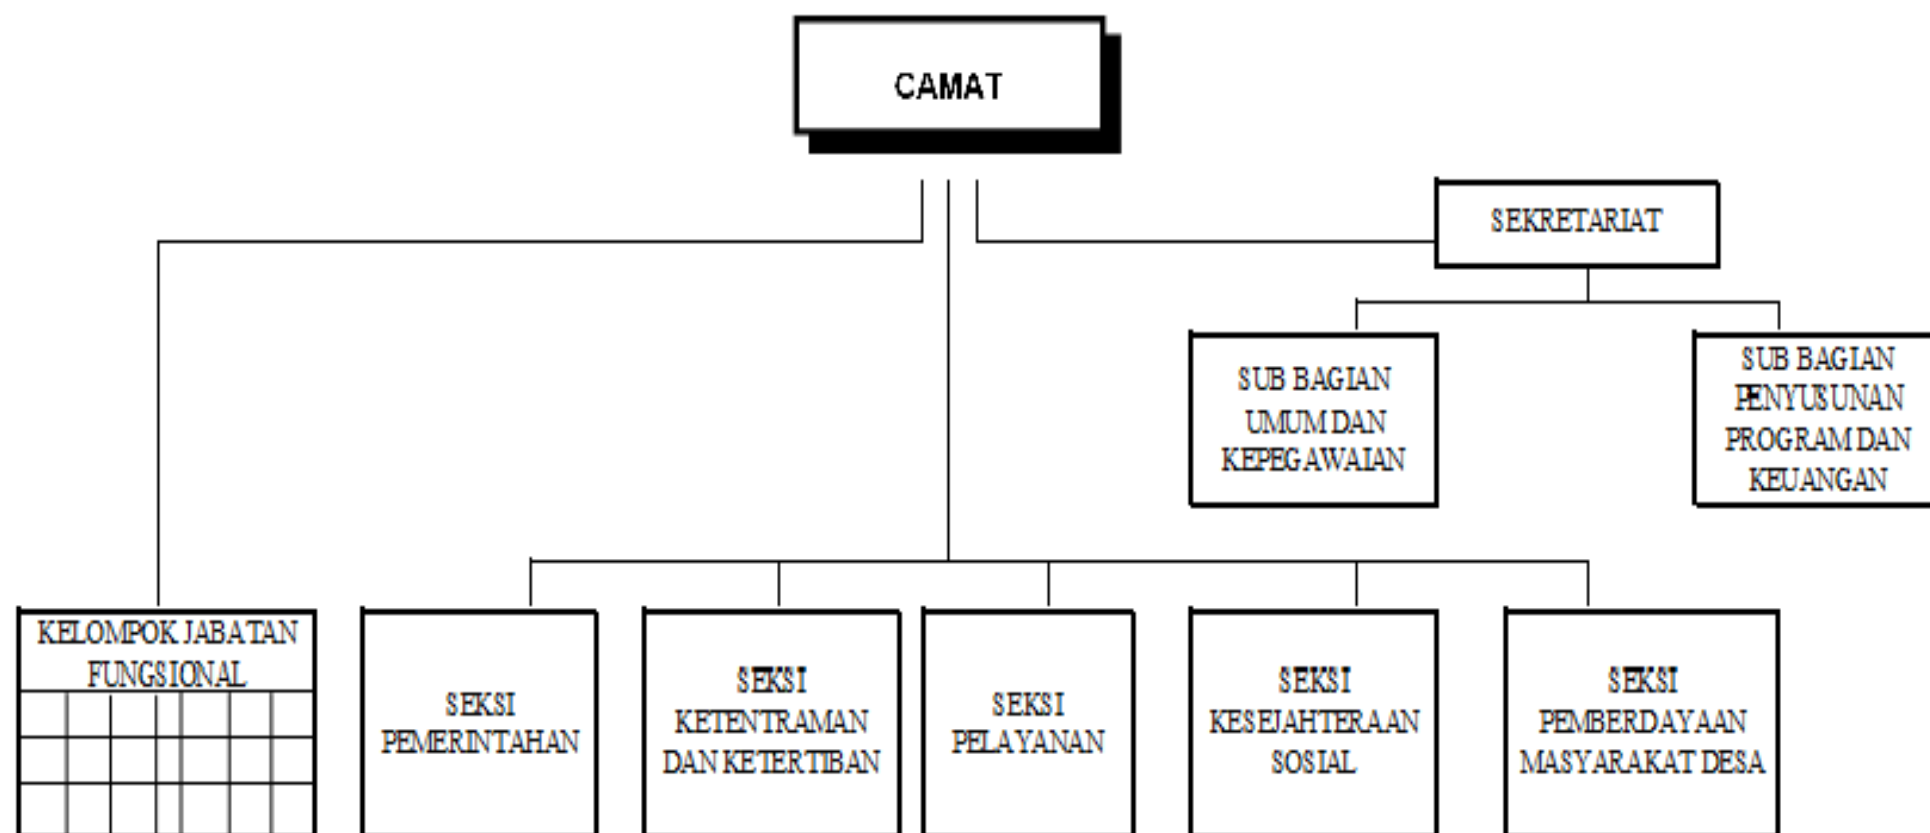 CAMAT
SEKRETARIAT
SUB BAGIAN
UMUM DAN
KEPEGAWAIAN
SUB BAGIAN
PENYUSUNAN
PROGRAM DAN
KEUANGAN
KELOMPOK JABATAN
FUNGSIONAL
SEKSI
PEMERINTAHAN
SEKSI
KETENTRAMAN
DAN KETERTIBAN
SEKSI
PELAYANAN
SEKSI
KESEJAHTERAAN
SOSIAL
SEKSI
PEMBERDAYAAN
MASYARAKAT DESA